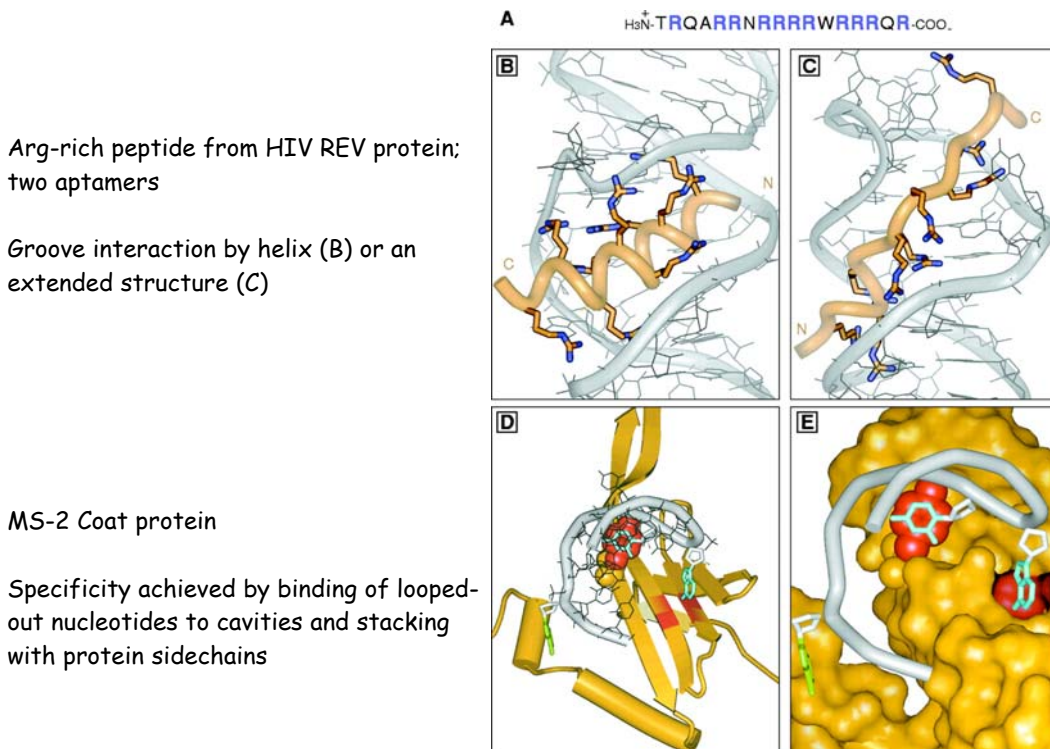 A
H3N+-TRQARRNRRRRWRRRQR-COO-
B
C
N
C
C
N
Arg-rich peptide from HIV REV protein;
two aptamers
Groove interaction by helix (B) or an
extended structure (C)
D
E
MS-2 Coat protein
Specificity achieved by binding of looped-
out nucleotides to cavities and stacking
with protein sidechains